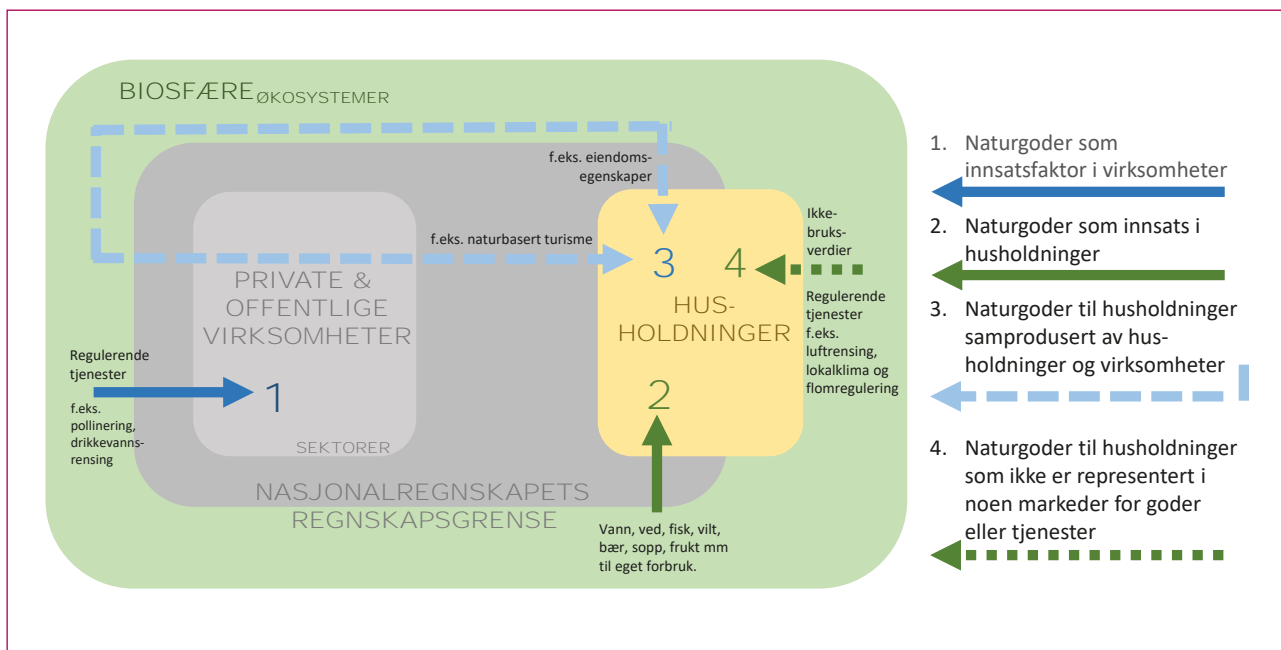 BIOSFÆRE ØKOSYSTEMER
f.eks. eiendoms-
egenskaper
f.eks. naturbasert turisme
Ikke-
bruks-
verdier
3
4
PRIVATE &
OFFENTLIGE
VIRKSOMHETER
HUS-
HOLDNINGER
Regulerende
tjenester
f.eks.
luftrensing,
lokalklima og
flomregulering
Regulerende
tjenester
1
f.eks.
pollinering,
drikkevanns-
rensing
2
SEKTORER
NASJONALREGNSKAPETS
REGNSKAPSGRENSE
Vann, ved, fisk, vilt,
bær, sopp, frukt mm
til eget forbruk.
1. Naturgoder som
innsatsfaktor i virksomheter
2. Naturgoder som innsats i
husholdninger
3. Naturgoder til husholdninger
samprodusert av hus-
holdninger og virksomheter
4. Naturgoder til husholdninger
som ikke er representert i
noen markeder for goder
eller tjenester